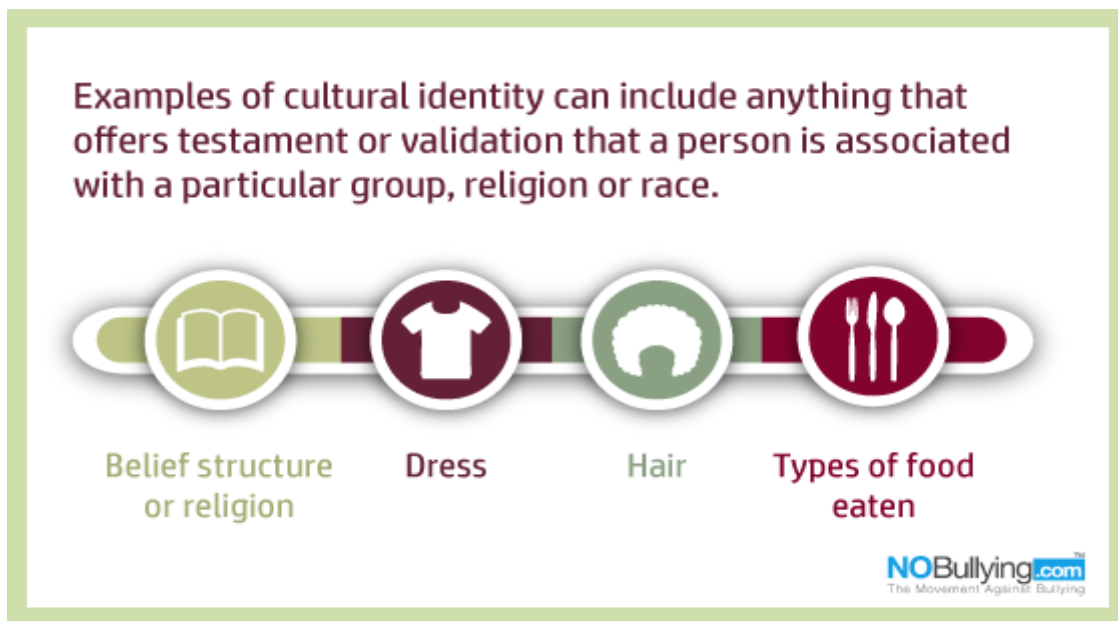 Examples of cultural identity can include anything that
offers testament or validation that a person is associated
with a particular group, religion or race.
Belief structure
or religion
Dress
Hair
Types of food
eaten
NOBullying.com™
The Movement Against Bullying